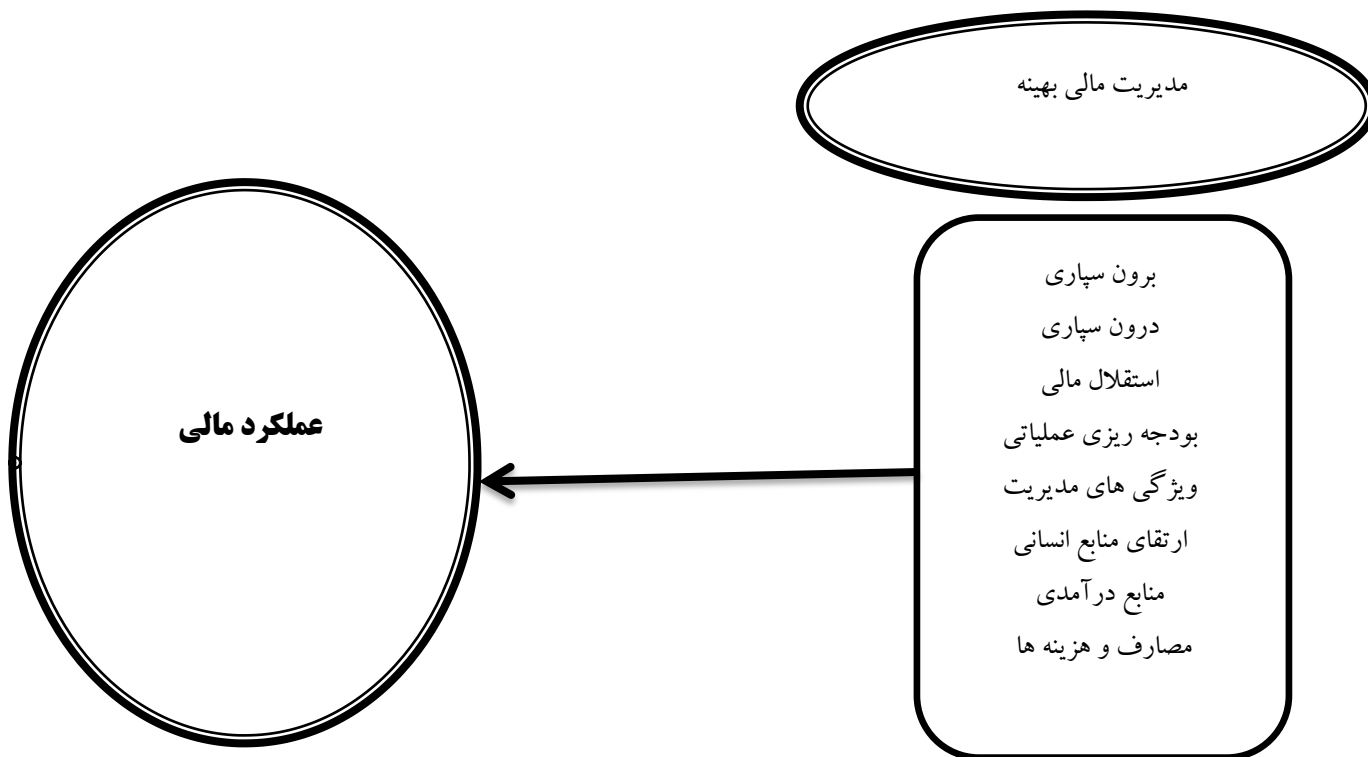 مدیریت مالی بهینه
برون سپاری
درون سپاری
استقلال مالی
بودجه ریزی عملیاتی
ویژگی های مدیریت
ارتقای منابع انسانی
منابع درآمدی
مصارف و هزینه ها
عملکرد مالی